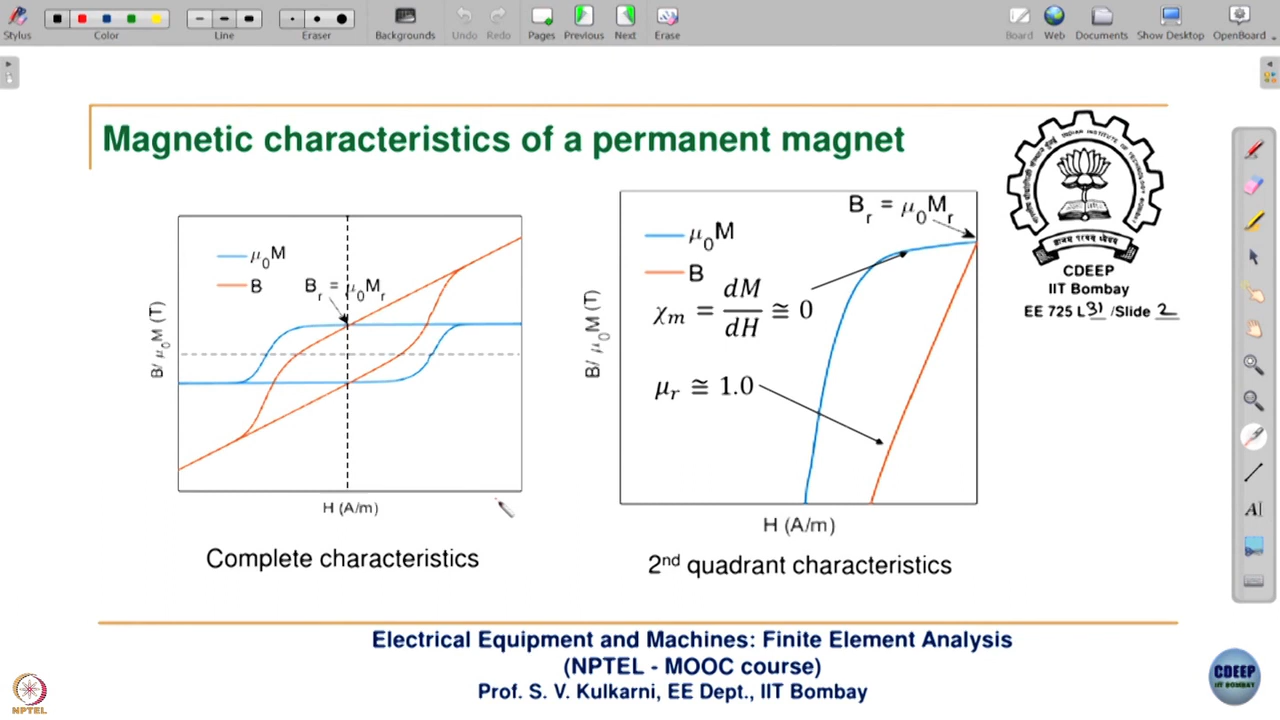 Stylus
Color
Line
Eraser
Backgrounds
Undo
Redo
Pages
Previous
Next
Erase
Board
Web
Documents
Show Desktop
OpenBoard
Magnetic characteristics of a permanent magnet
CDEEP
IIT Bombay
EE 725 L 31 /Slide 2
μ₀M
B
Bᵣ = μ₀Mᵣ
B/ μ₀M (T)
H (A/m)
Complete characteristics
Bᵣ = μ₀Mᵣ
μ₀M
B
χₘ = dM/dH ≅ 0
μᵣ ≅ 1.0
B/ μ₀M (T)
H (A/m)
2nd quadrant characteristics
Electrical Equipment and Machines: Finite Element Analysis
(NPTEL - MOOC course)
Prof. S. V. Kulkarni, EE Dept., IIT Bombay
NPTEL
CDEEP
IIT BOMBAY